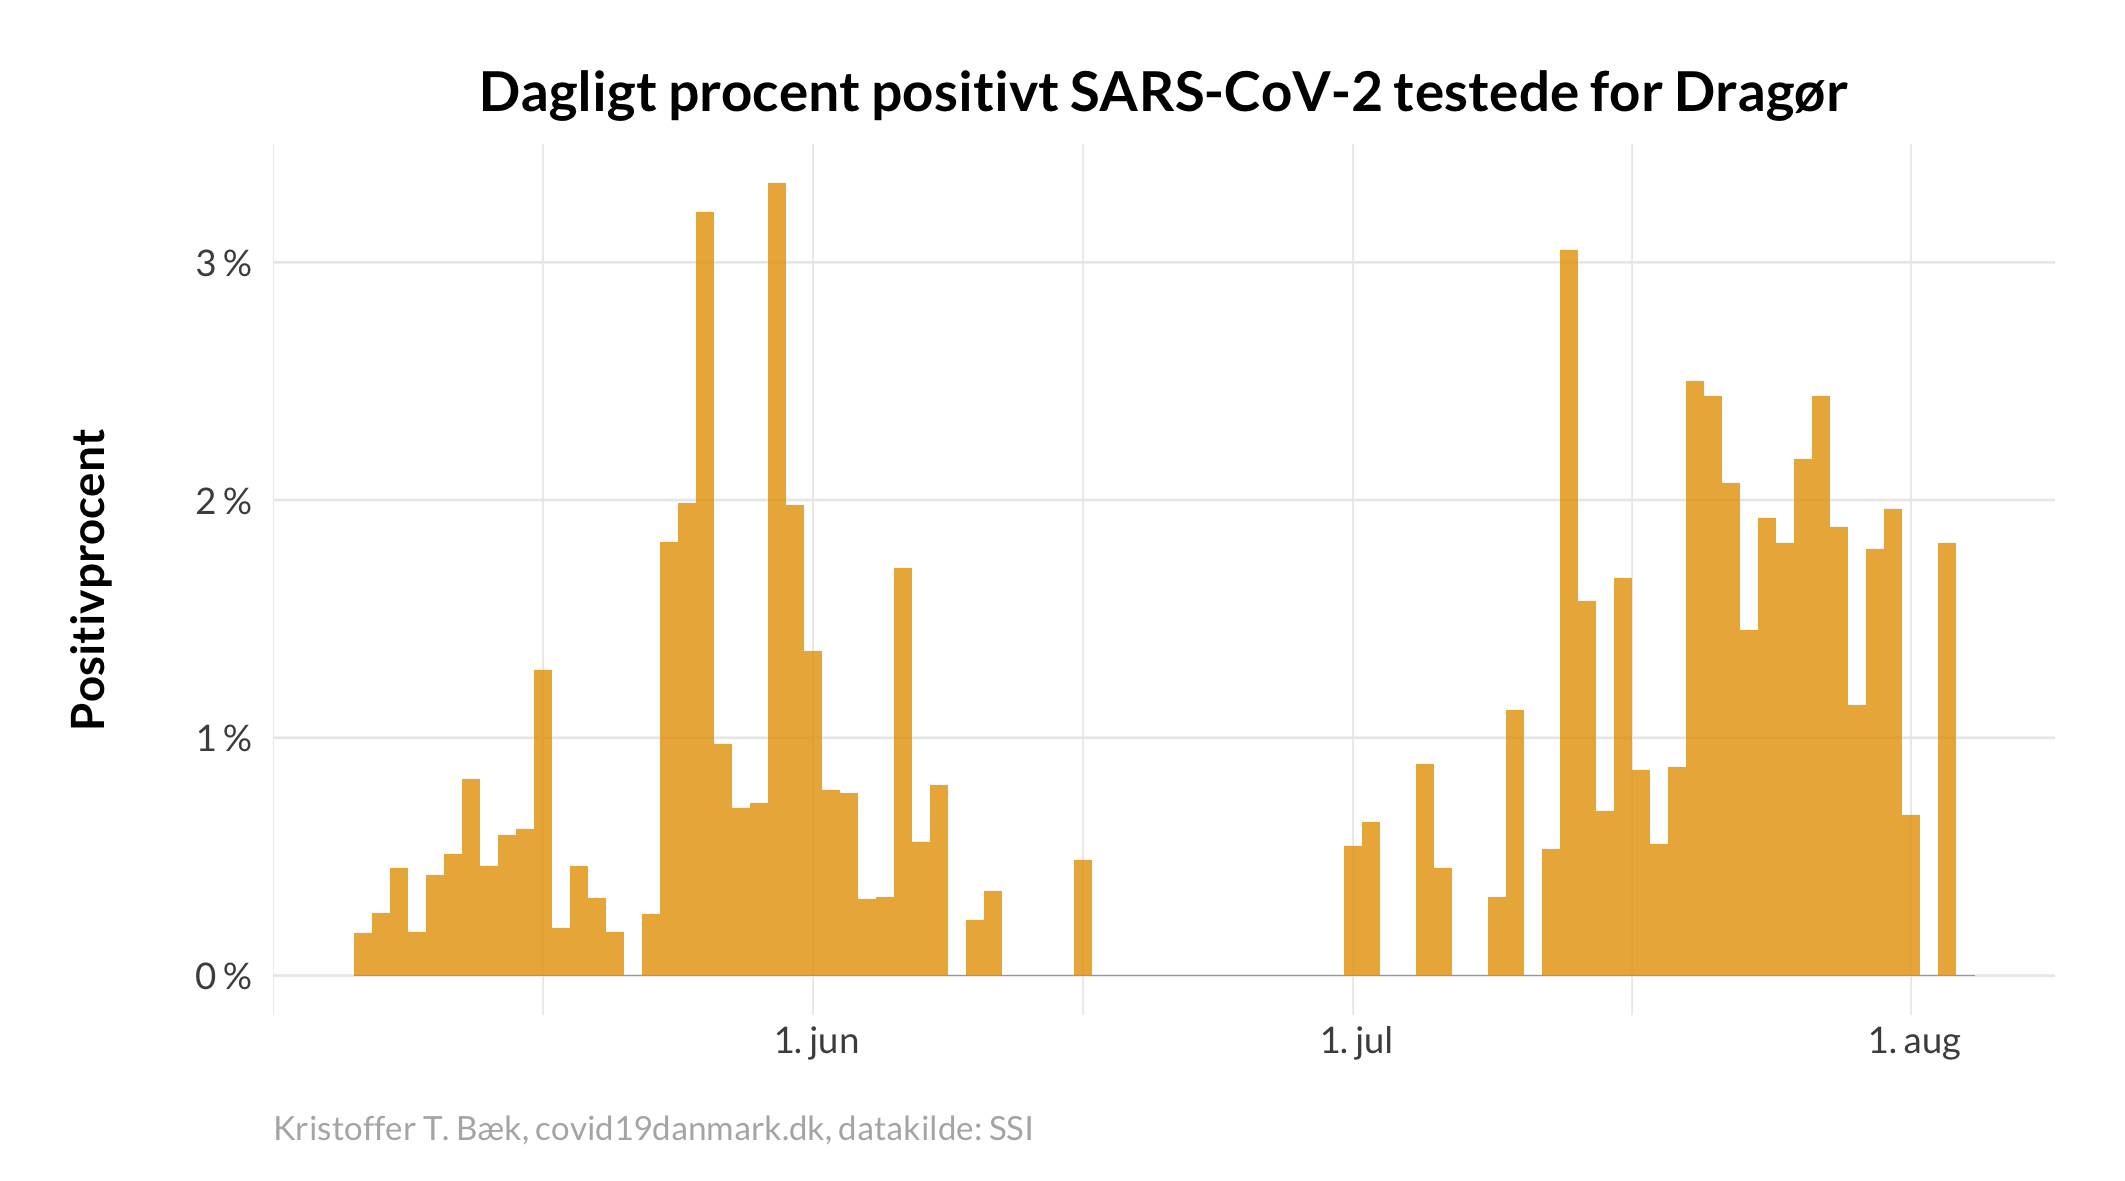 Dagligt procent positivt SARS-CoV-2 testede for Dragør
Positivprocent
3 %
2 %
1 %
0 %
1. jun
1. jul
1. aug
Kristoffer T. Bæk, covid19danmark.dk, datakilde: SSI